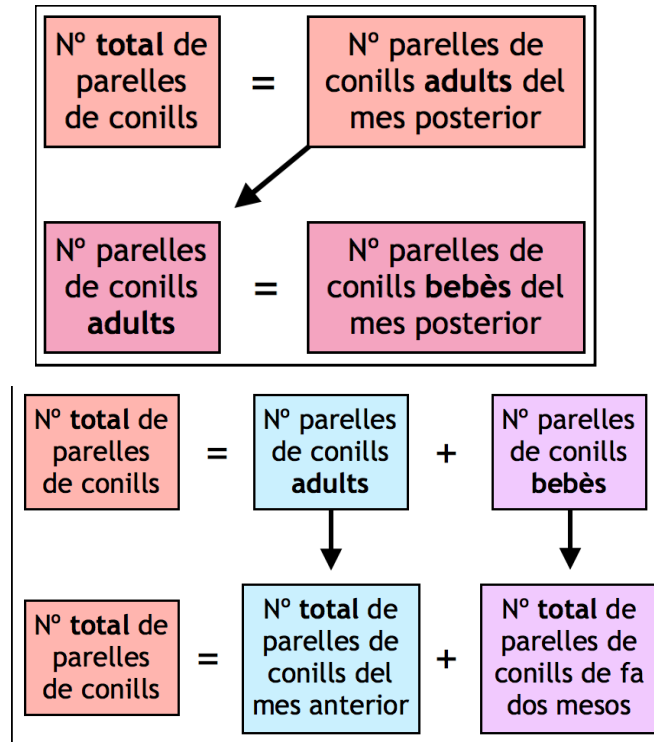 Nº total de
parelles
de conills
=
Nº parelles de
conills adults del
mes posterior
Nº parelles
de conills
adults
=
Nº parelles de
conills bebès del
mes posterior
Nº total de
parelles
de conills
=
Nº parelles
de conills
adults
+
Nº parelles
de conills
bebès
Nº total de
parelles
de conills
=
Nº total de
parelles de
conills del
mes anterior
+
Nº total de
parelles de
conills de fa
dos mesos